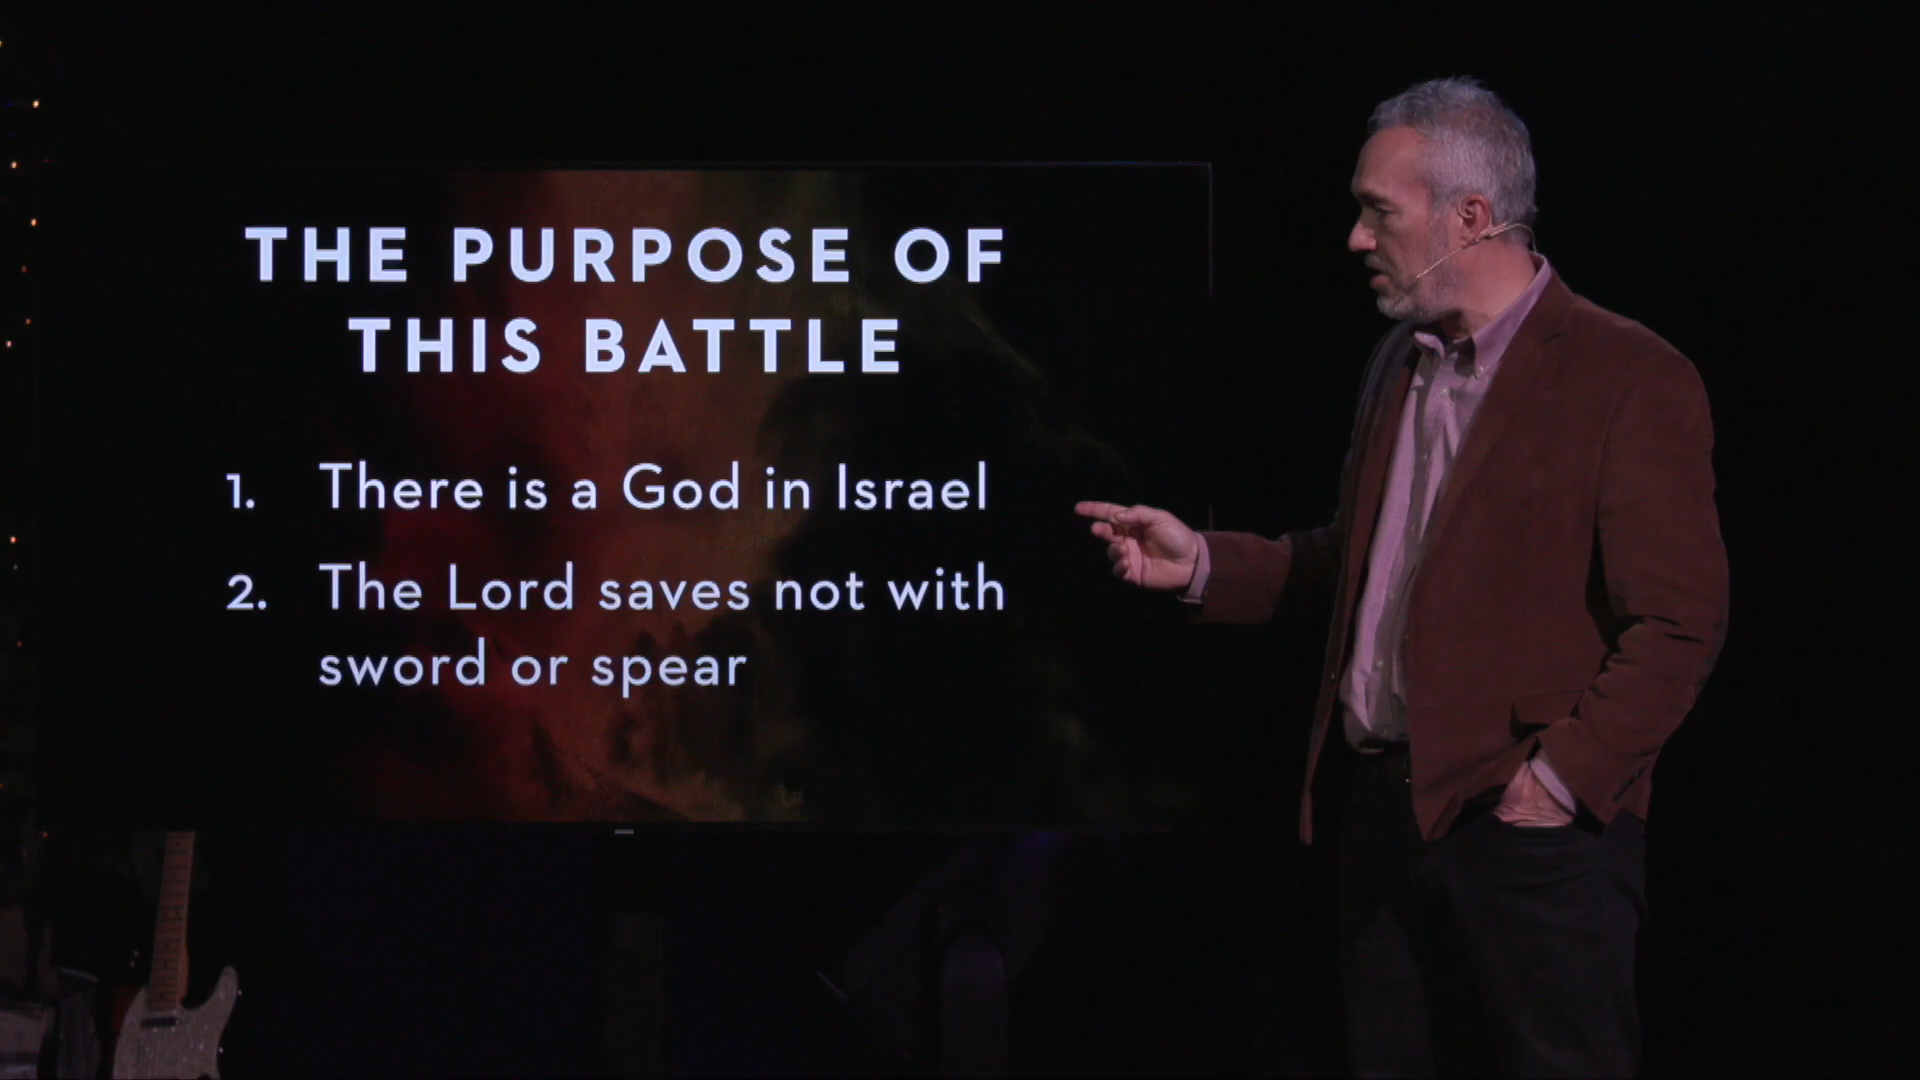 THE PURPOSE OF
THIS BATTLE
1. There is a God in Israel
2. The Lord saves not with
sword or spear